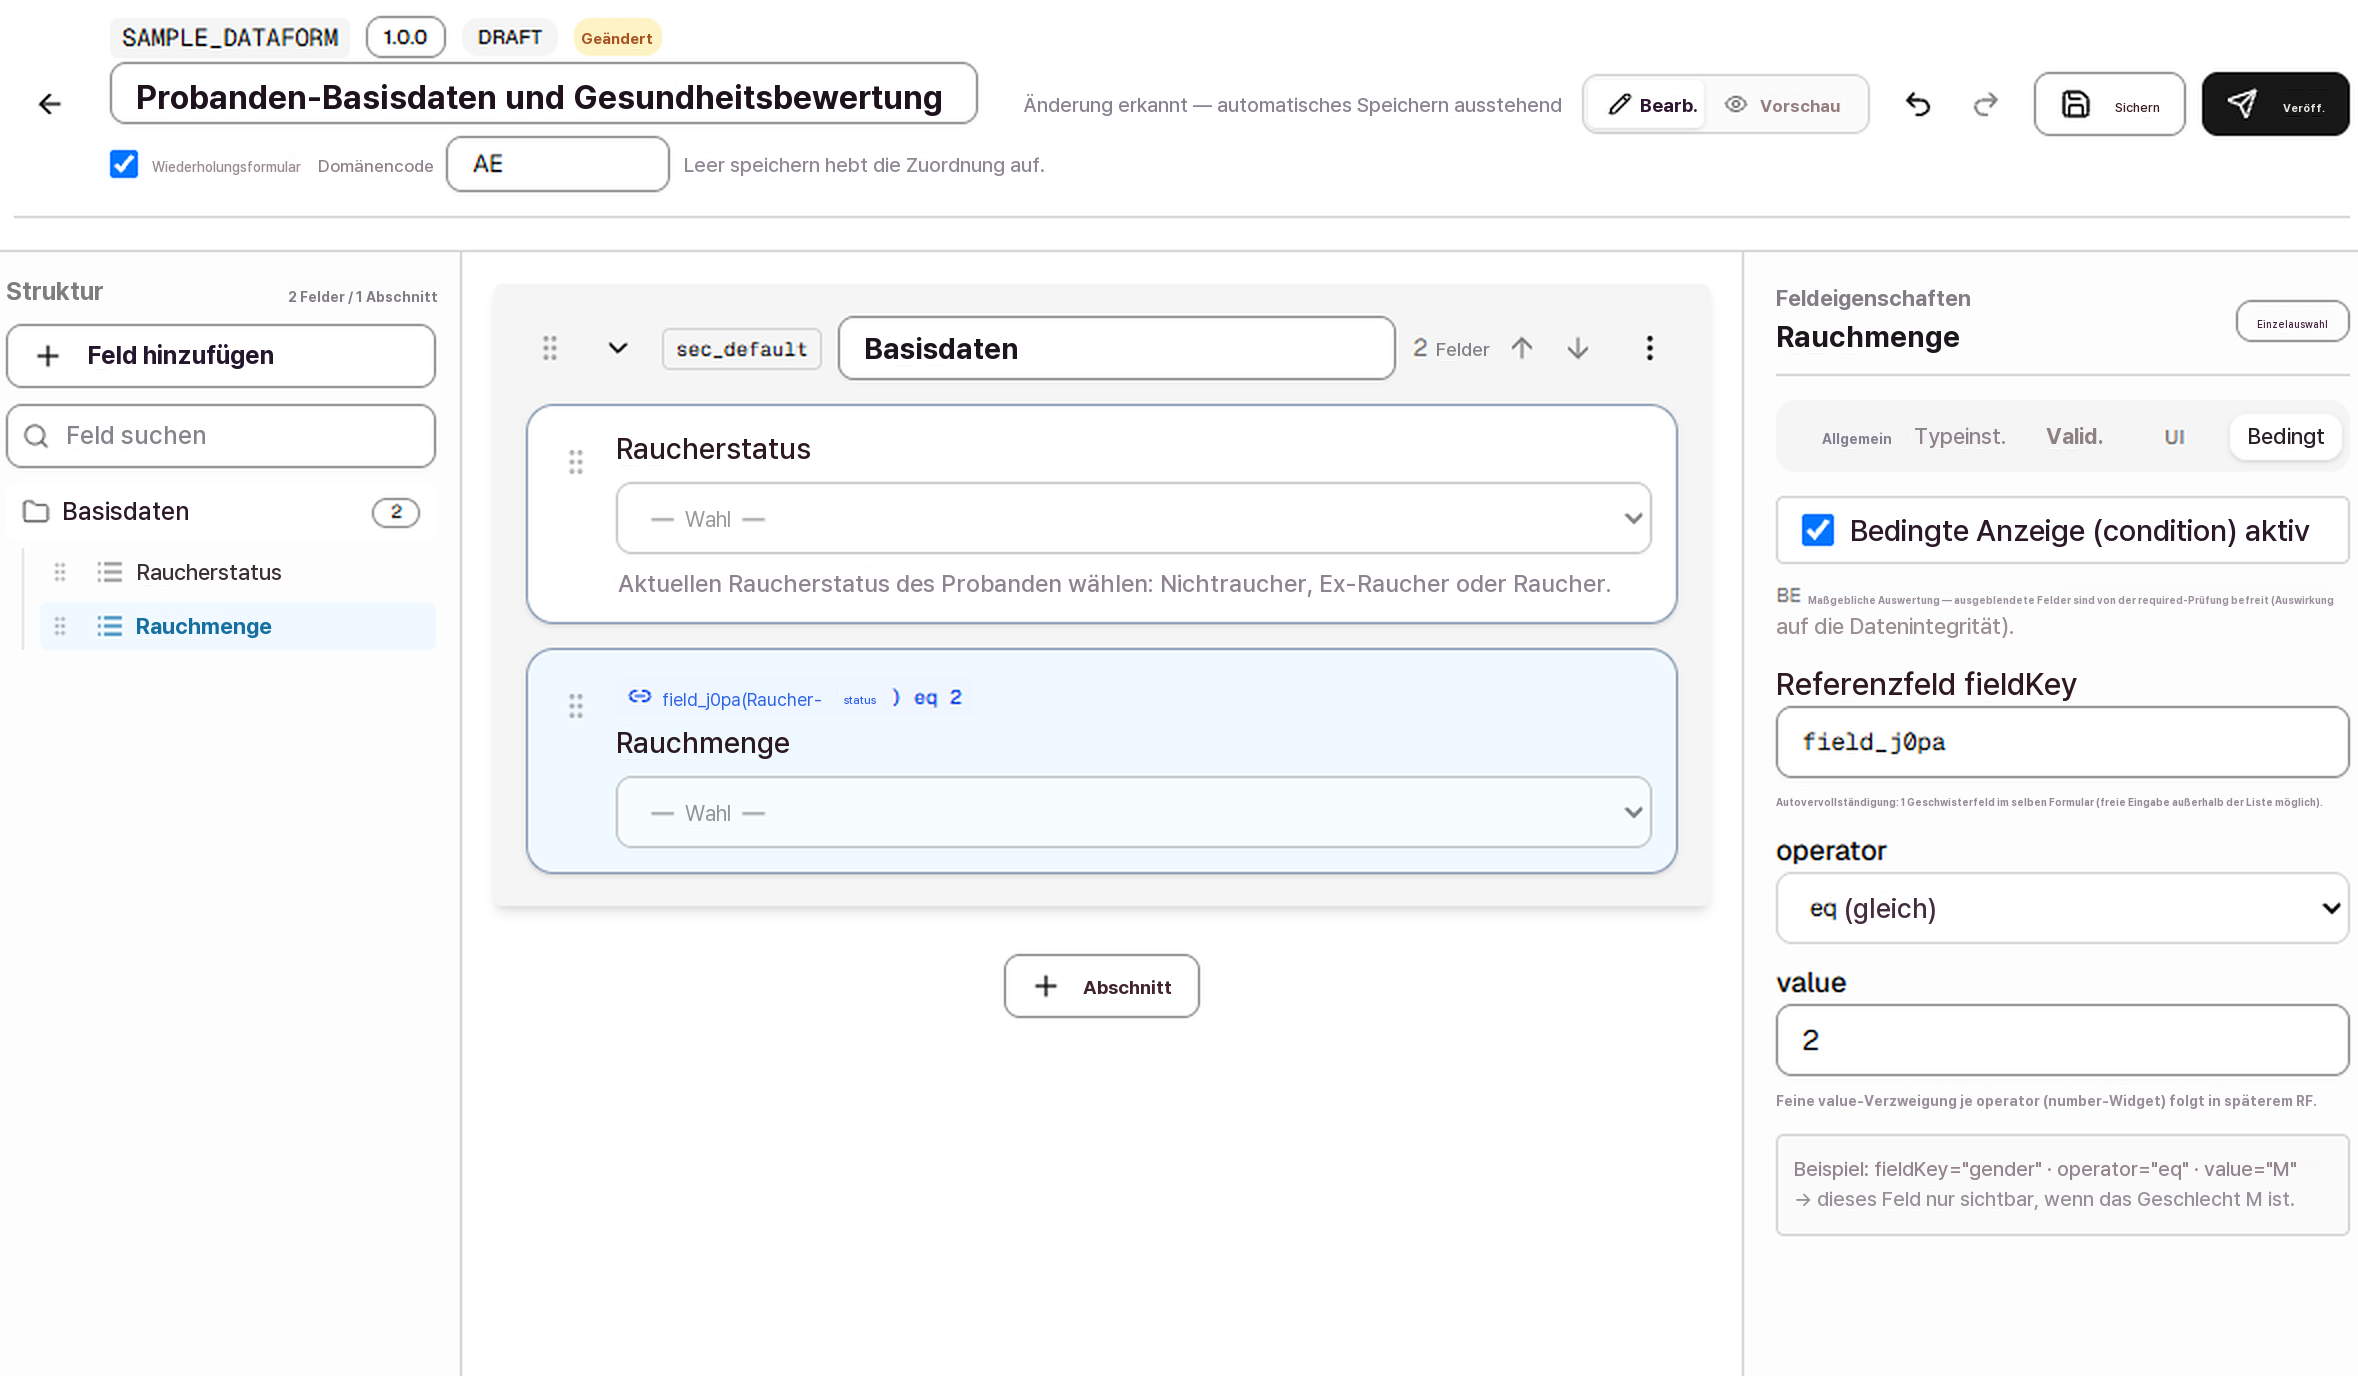 SAMPLE_DATAFORM 1.0.0 DRAFT Geändert
Probanden-Basisdaten und Gesundheitsbewertung
Änderung erkannt — automatisches Speichern ausstehend
Bearb. Vorschau
Sichern
Veröff.
Wiederholungsformular Domänencode AE Leer speichern hebt die Zuordnung auf.
Struktur 2 Felder / 1 Abschnitt
Feld hinzufügen
Feld suchen
Basisdaten 2
Raucherstatus
Rauchmenge
sec_default Basisdaten 2 Felder
Raucherstatus
— Wahl —
Aktuellen Raucherstatus des Probanden wählen: Nichtraucher, Ex-Raucher oder Raucher.
field_j0pa(Raucher- status ) eq 2
Rauchmenge
— Wahl —
Abschnitt
Feldeigenschaften
Rauchmenge
Einzelauswahl
Allgemein Typeinst. Valid. UI Bedingt
Bedingte Anzeige (condition) aktiv
BE Maßgebliche Auswertung — ausgeblendete Felder sind von der required-Prüfung befreit (Auswirkung
auf die Datenintegrität).
Referenzfeld fieldKey
field_j0pa
Autovervollständigung: 1 Geschwisterfeld im selben Formular (freie Eingabe außerhalb der Liste möglich).
operator
eq (gleich)
value
2
Feine value-Verzweigung je operator (number-Widget) folgt in späterem RF.
Beispiel: fieldKey="gender" · operator="eq" · value="M"
→ dieses Feld nur sichtbar, wenn das Geschlecht M ist.